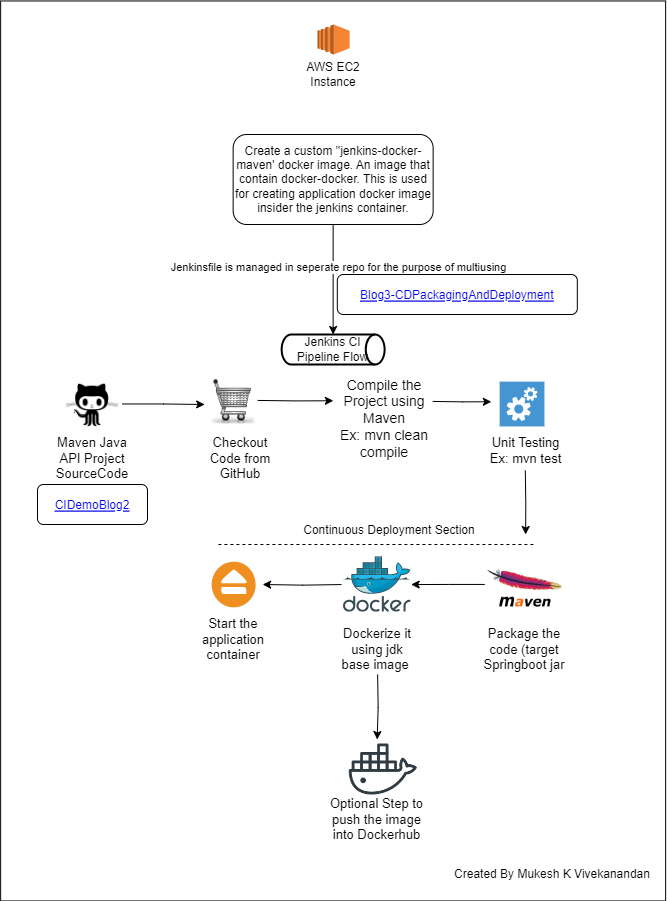 AWS EC2
Instance
Create a custom "jenkins-docker-
maven' docker image. An image that
contain docker-docker. This is used
for creating application docker image
insider the jenkins container.
Jenkinsfile is managed in seperate repo for the purpose of multiusing
Blog3-CDPackagingAndDeployment
Jenkins CI
Pipeline Flow
Maven Java
API Project
SourceCode
CIDemoBlog2
Checkout
Code from
GitHub
Compile the
Project using
Maven
Ex: mvn clean
compile
Unit Testing
Ex: mvn test
Continuous Deployment Section
Start the
application
container
docker
Dockerize it
using jdk
base image
maven
Package the
code (target
Springboot jar
Optional Step to
push the image
into Dockerhub
Created By Mukesh K Vivekanandan